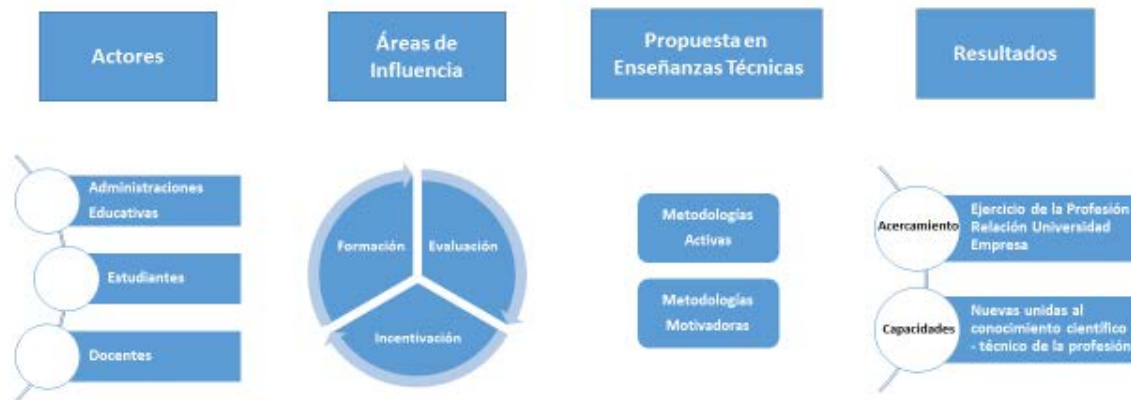 Actores
Áreas de
Influencia
Propuesta en
Enseñanzas Técnicas
Resultados
Administraciones
Educativas
Estudiantes
Docentes
Formación
Evaluación
Incentivación
Metodologías
Activas
Metodologías
Motivadoras
Acercamiento
Ejercicio de la Profesión
Relación Universidad
Empresa
Capacidades
Nuevas unidas al
conocimiento científico
- técnico de la profesión